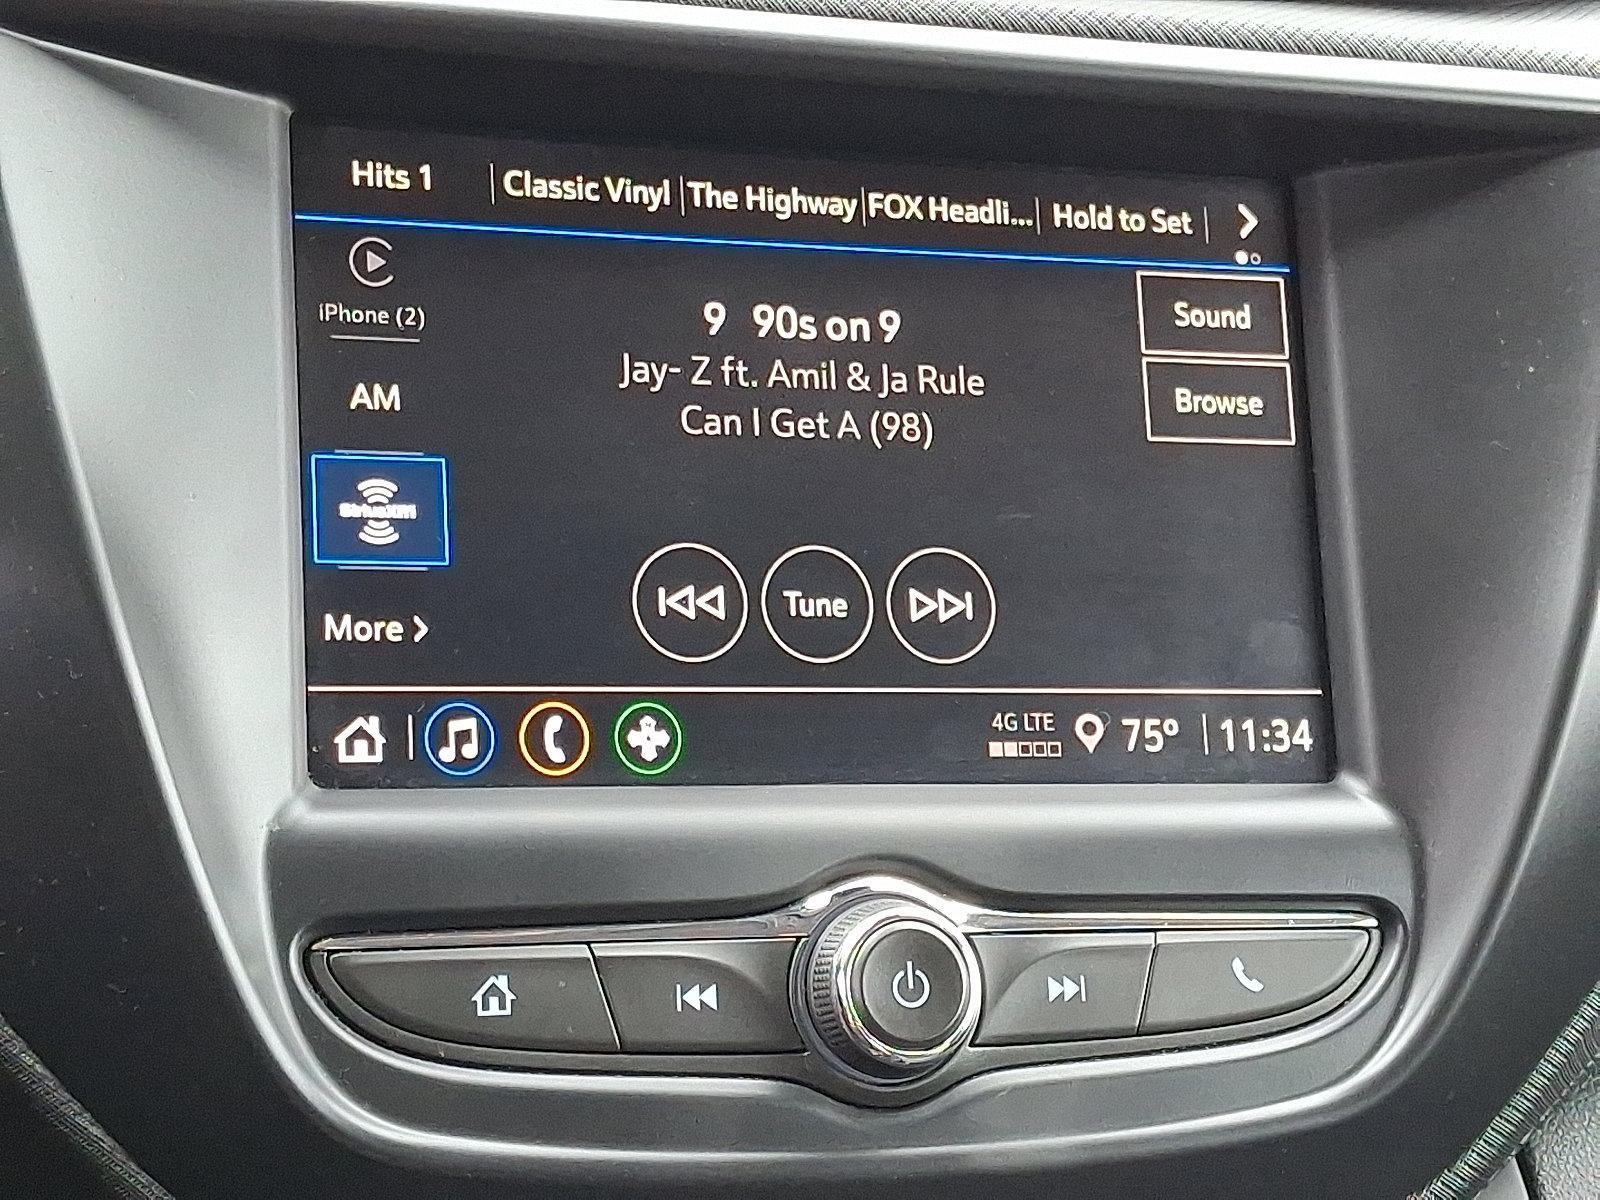 Hits 1 | Classic Vinyl | The Highway | FOX Headli... | Hold to Set |
iPhone (2)
AM
SiriusXM
More
9 90s on 9
Jay- Z ft. Amil & Ja Rule
Can I Get A (98)
Sound
Browse
Tune
4G LTE
75° | 11:34